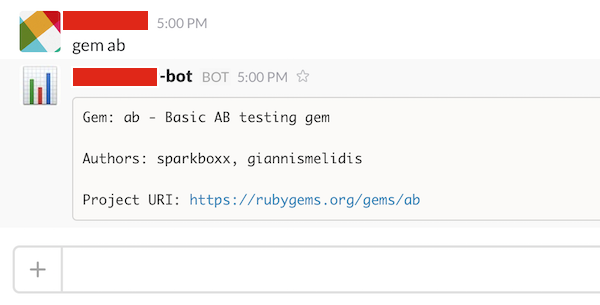 5:00 PM
gem ab
-bot BOT 5:00 PM
Gem: ab - Basic AB testing gem
Authors: sparkboxx, giannismelidis
Project URI: https://rubygems.org/gems/ab
+